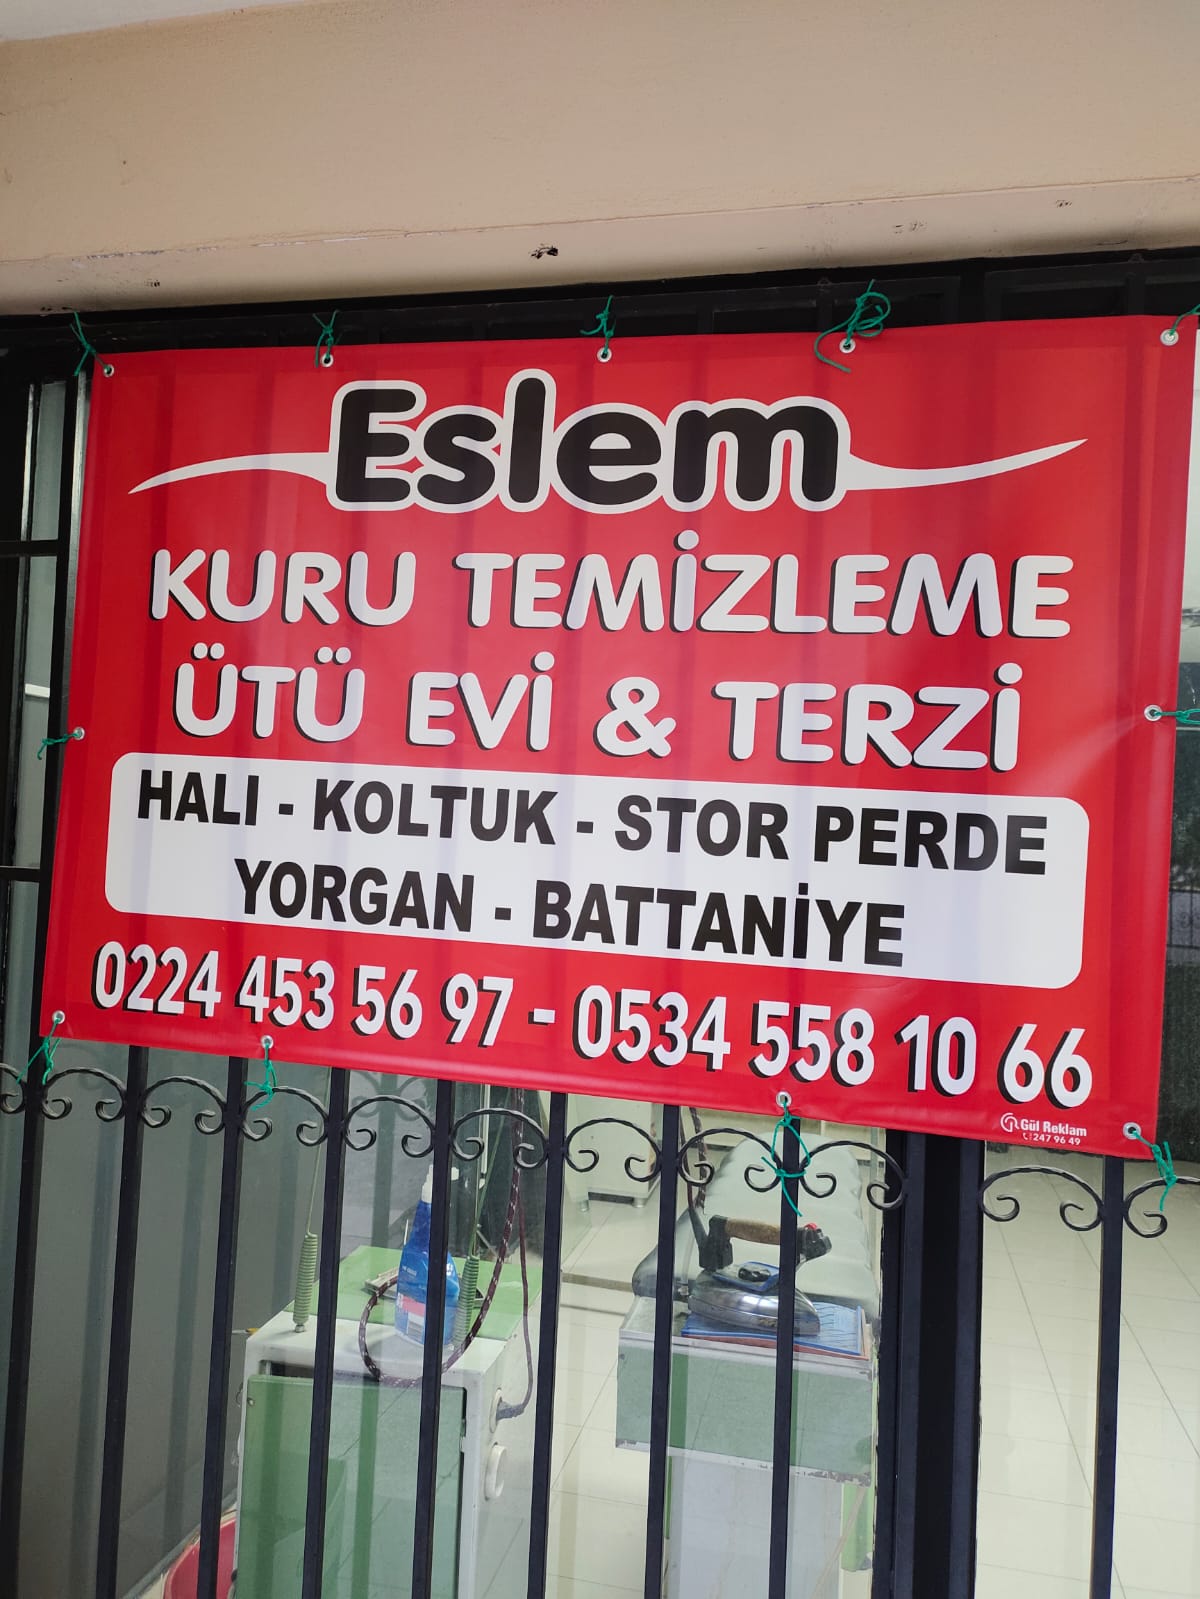 Eslem
KURU TEMİZLEME
ÜTÜ EVİ & TERZİ
HALI - KOLTUK - STOR PERDE
YORGAN - BATTANİYE
0224 453 56 97 - 0534 558 10 66
Gül Reklam
247 96 49